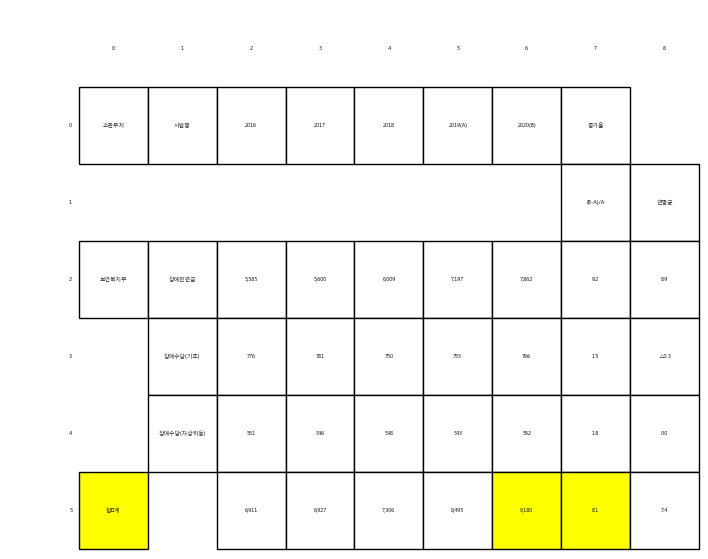 0 1 2 3 4 5 6 7 8
0 소관부처 사업명 2016 2017 2018 2019(A) 2020(B) 증가율
1 (B-A)/A 연평균
2 보건복지부 장애인연금 5,585 5,600 6,009 7,197 7,862 9.2 8.9
3 장애수당(기초) 776 781 750 755 766 1.5 △0.3
4 장애수당(차상위등) 551 546 548 543 552 1.8 0.0
5 6,911 6,927 7,306 8,495 9,180 8.1 7.4